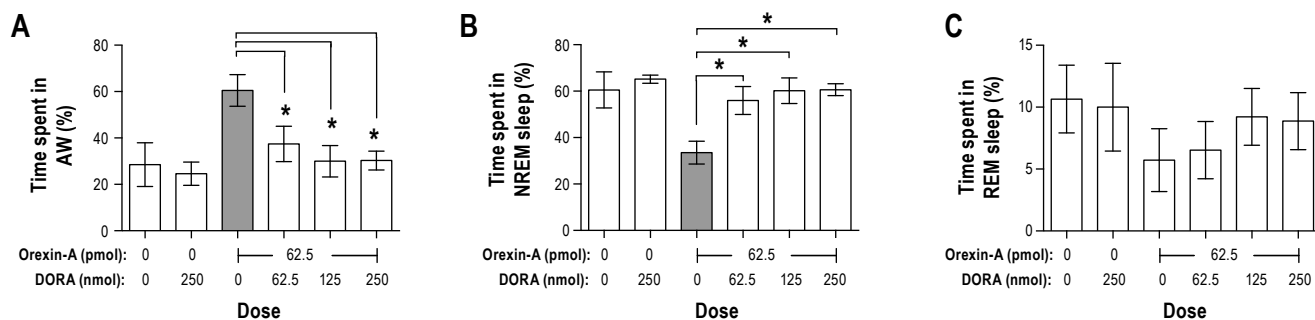 A
Time spent in
AW (%)
80
60
40
20
0
*
*
*
Orexin-A (pmol): 0 0 62.5
DORA (nmol): 0 250 0 62.5 125 250
Dose
B
Time spent in
NREM sleep (%)
80
60
40
20
0
*
*
*
Orexin-A (pmol): 0 0 62.5
DORA (nmol): 0 250 0 62.5 125 250
Dose
C
Time spent in
REM sleep (%)
15
10
5
0
Orexin-A (pmol): 0 0 62.5
DORA (nmol): 0 250 0 62.5 125 250
Dose